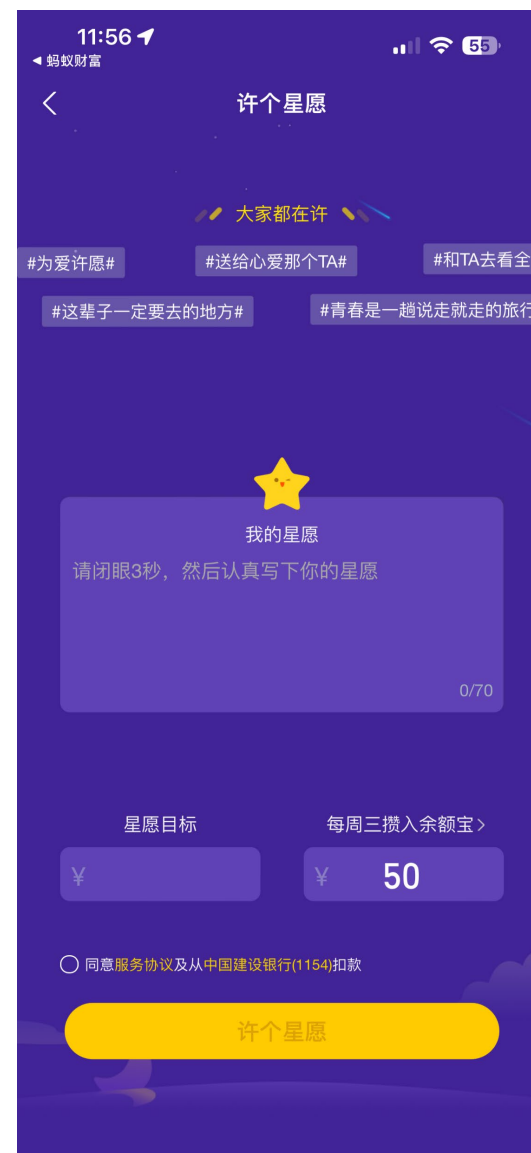 11:56
55
◀ 蚂蚁财富
许个星愿
大家都在许
#为爱许愿#
#送给心爱那个TA#
#和TA去看全
#这辈子一定要去的地方#
#青春是一趟说走就走的旅行
我的星愿
请闭眼3秒，然后认真写下你的星愿
0/70
星愿目标
每周三攒入余额宝>
¥
¥ 50
同意服务协议及从中国建设银行(1154)扣款
许个星愿